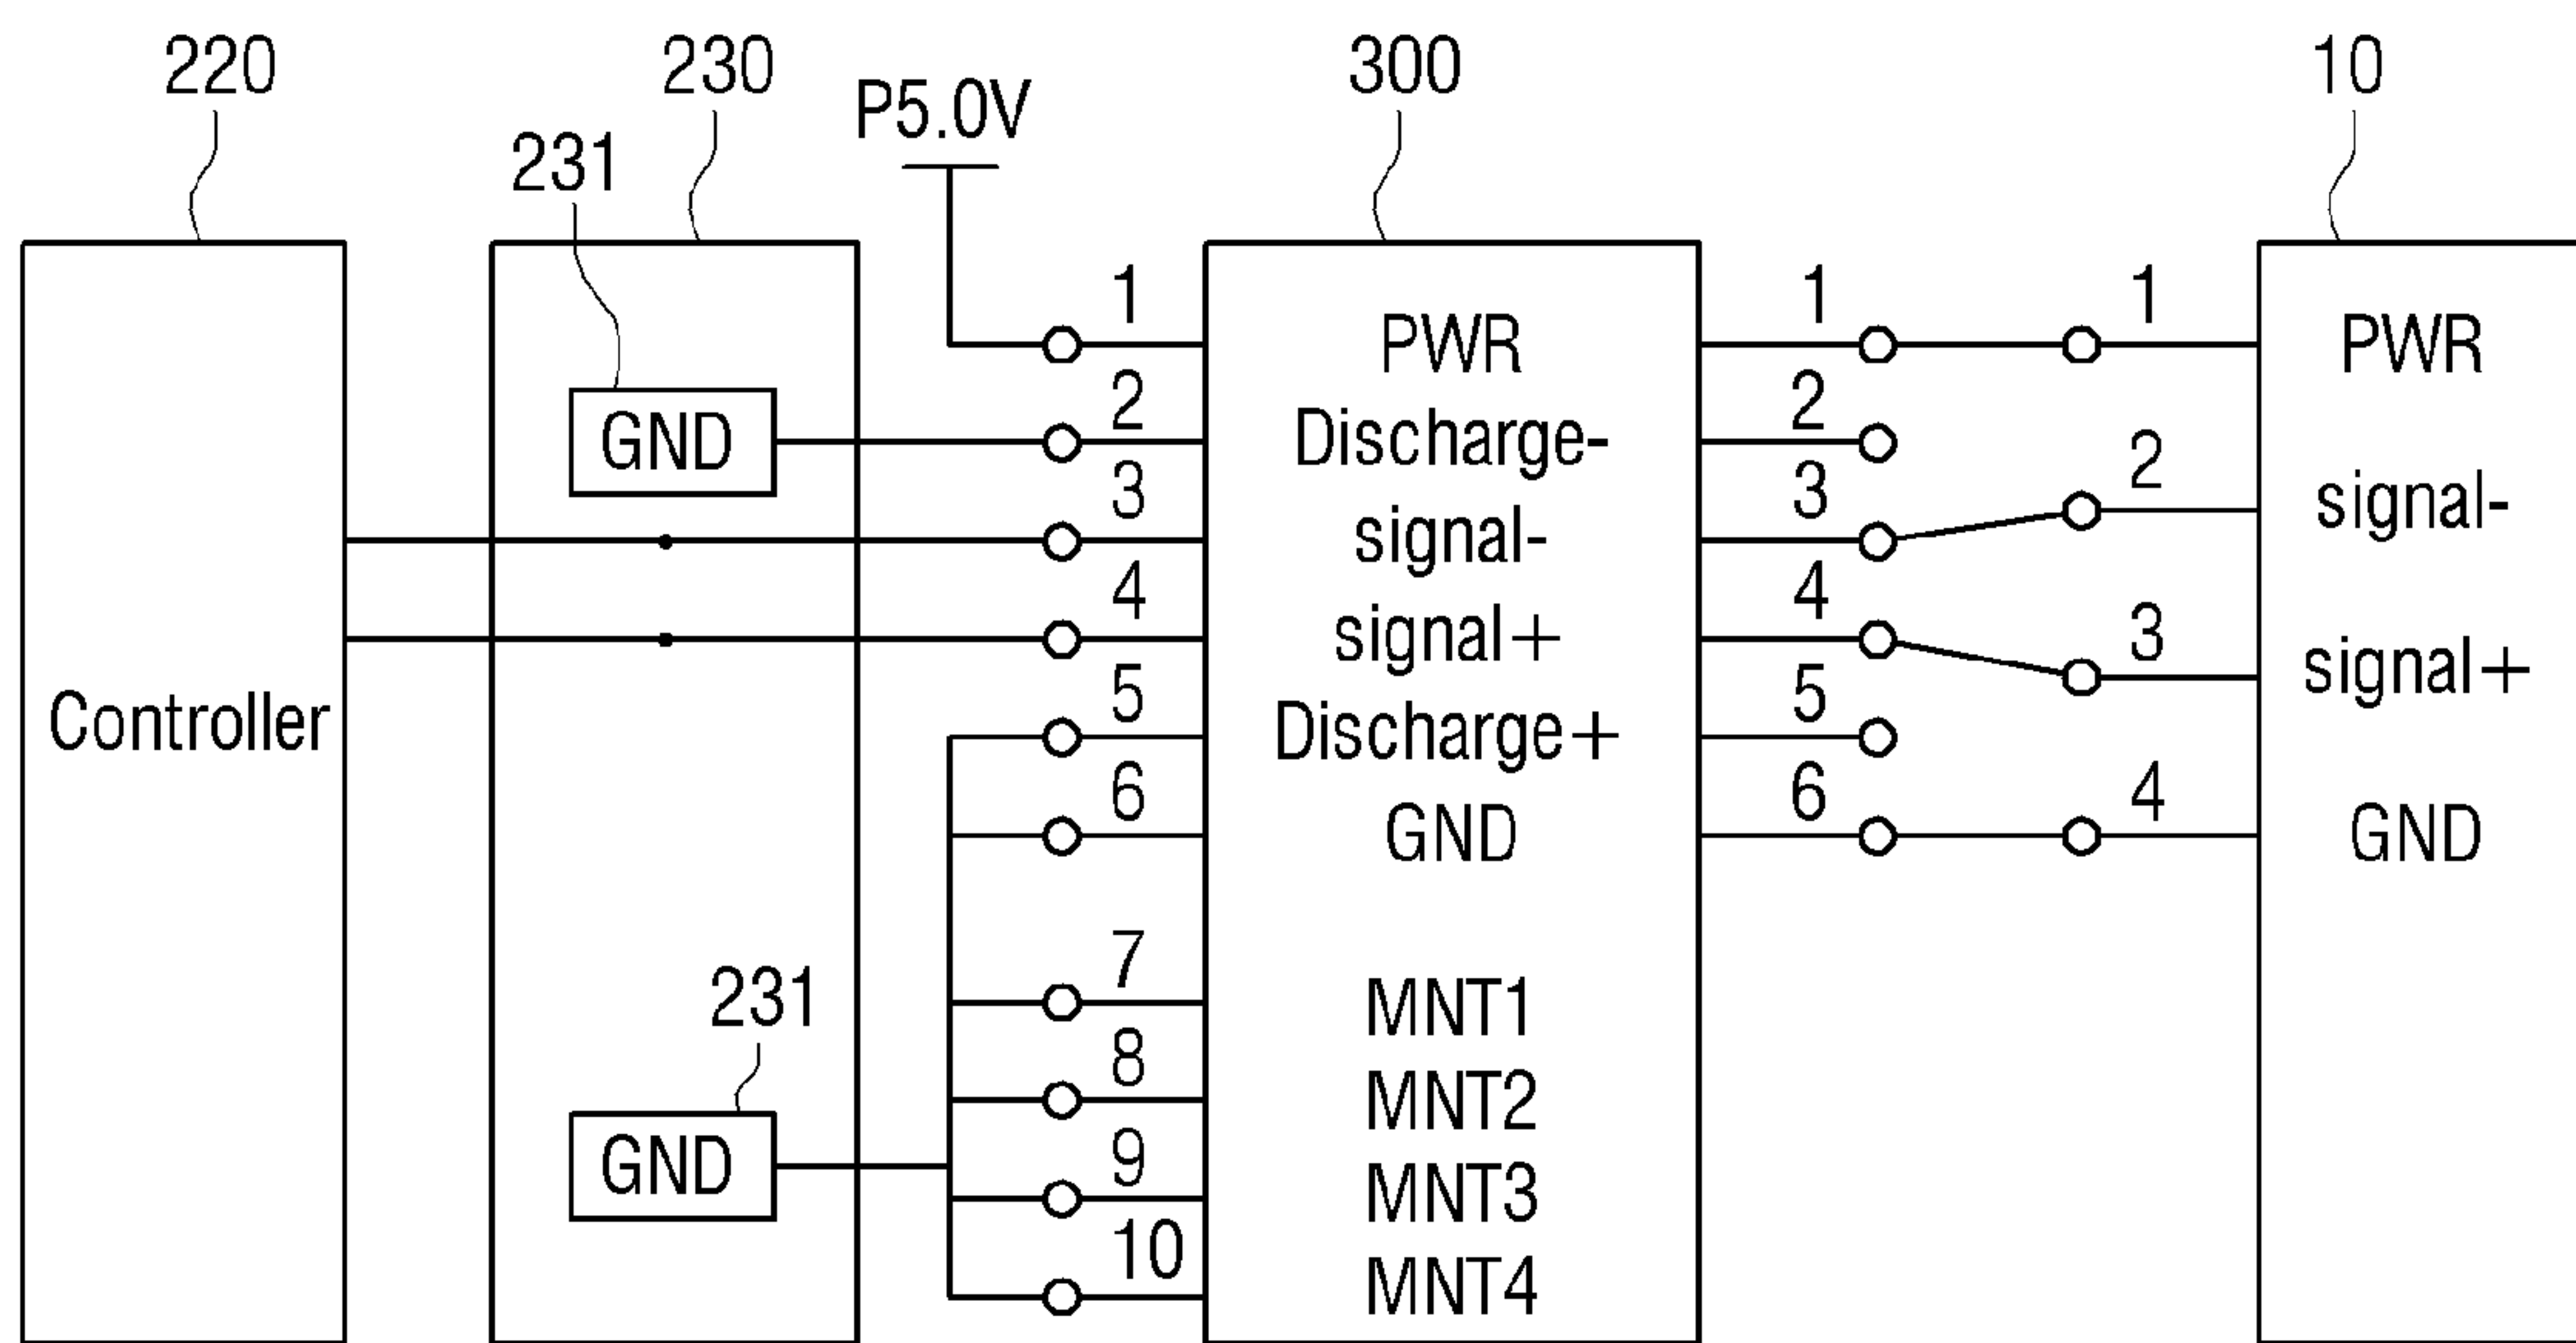 220
230
P5.0V
300
10
231
1
1
1
PWR
PWR
2
2
GND
Discharge-
2
signal-
3
3
signal-
4
4
signal+
3
signal+
5
5
Controller
Discharge+
6
6
4
GND
GND
7
231
MNT1
8
MNT2
9
GND
MNT3
10
MNT4